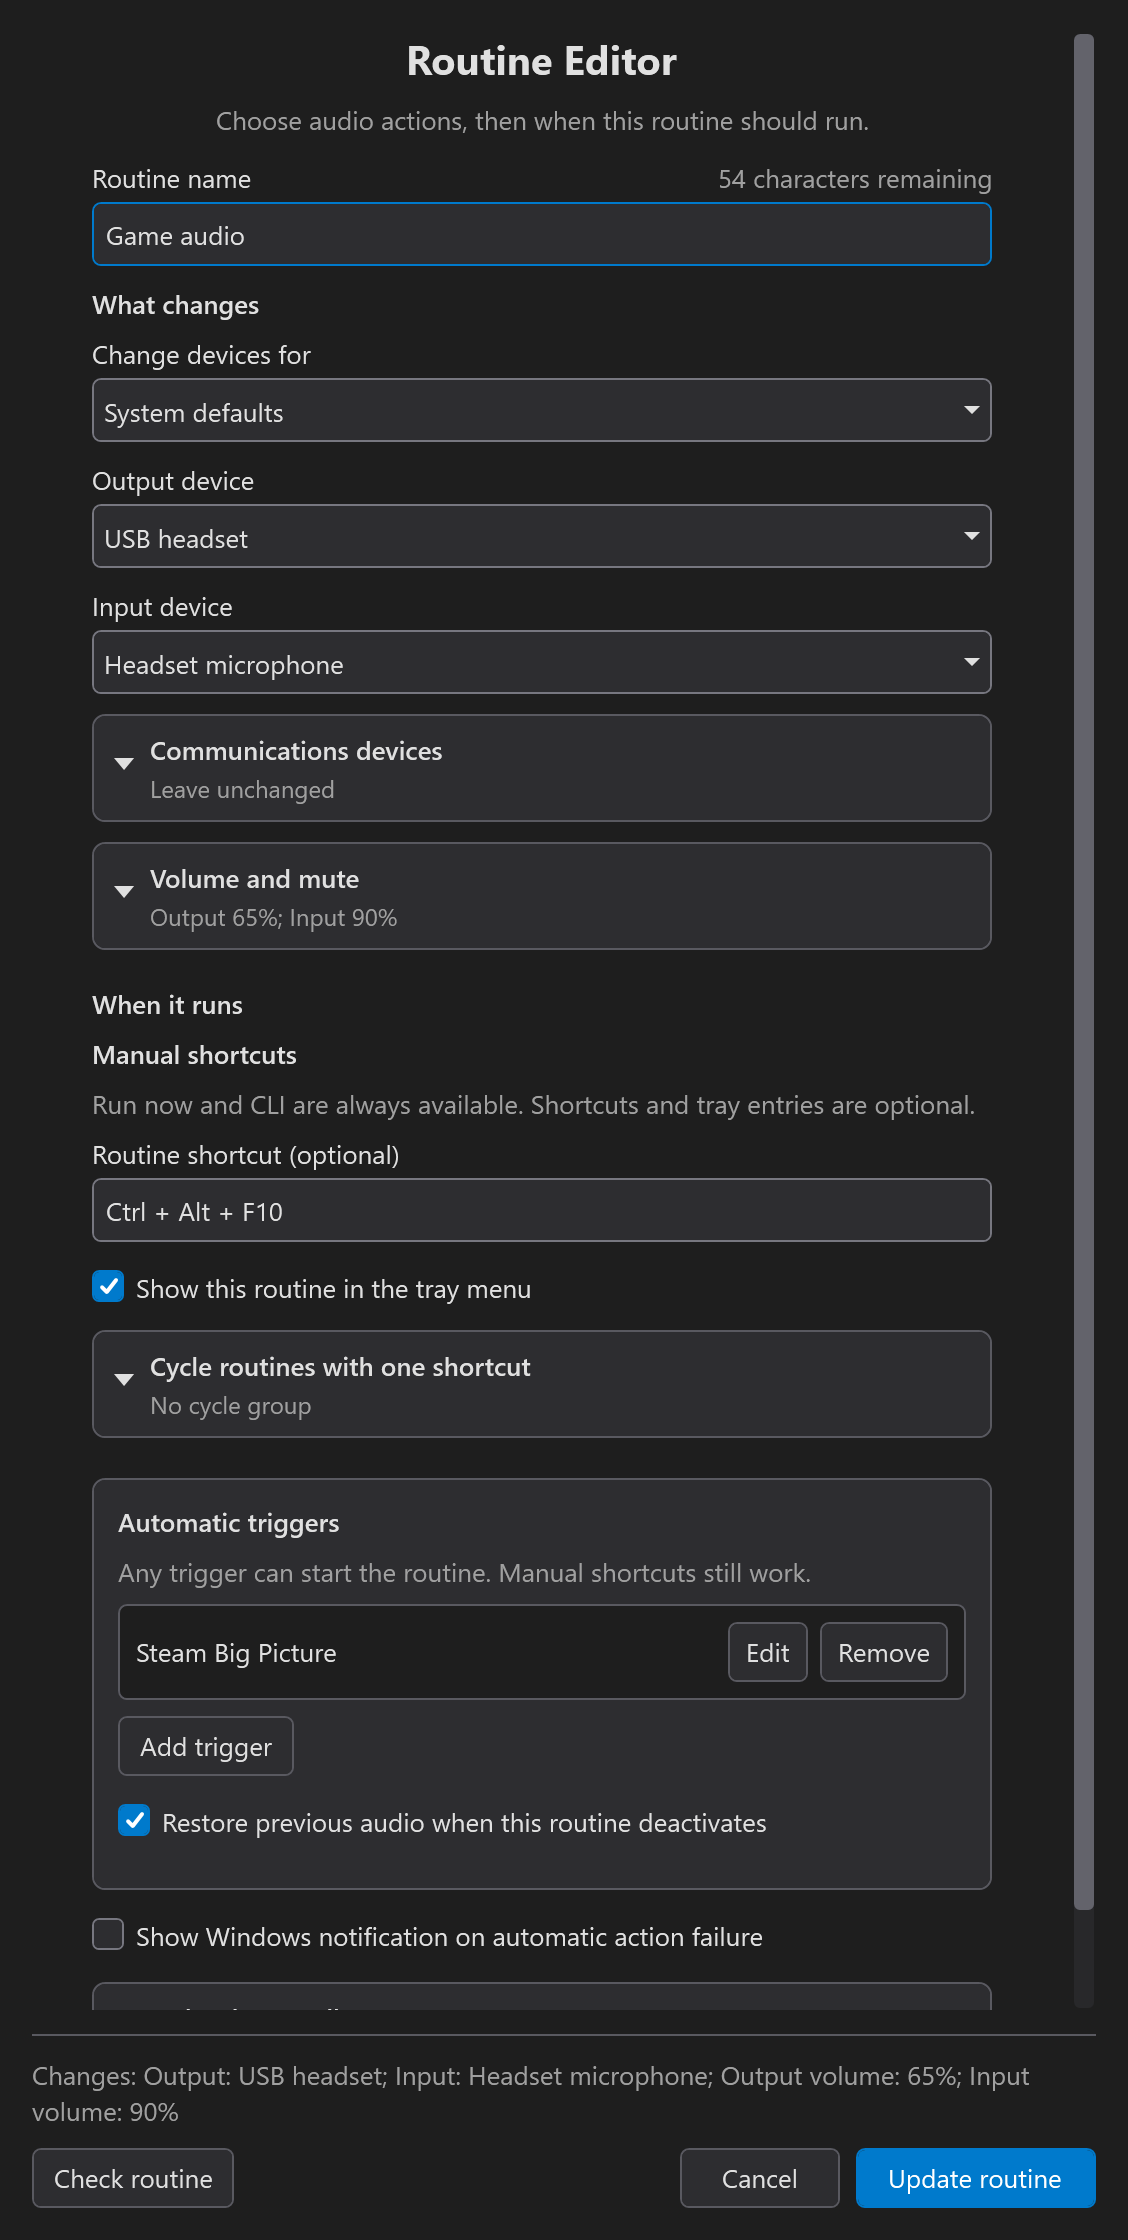 Routine Editor
Choose audio actions, then when this routine should run.
Routine name
54 characters remaining
Game audio
What changes
Change devices for
System defaults
Output device
USB headset
Input device
Headset microphone
Communications devices
Leave unchanged
Volume and mute
Output 65%; Input 90%
When it runs
Manual shortcuts
Run now and CLI are always available. Shortcuts and tray entries are optional.
Routine shortcut (optional)
Ctrl + Alt + F10
Show this routine in the tray menu
Cycle routines with one shortcut
No cycle group
Automatic triggers
Any trigger can start the routine. Manual shortcuts still work.
Steam Big Picture
Edit
Remove
Add trigger
Restore previous audio when this routine deactivates
Show Windows notification on automatic action failure
Changes: Output: USB headset; Input: Headset microphone; Output volume: 65%; Input
volume: 90%
Check routine
Cancel
Update routine